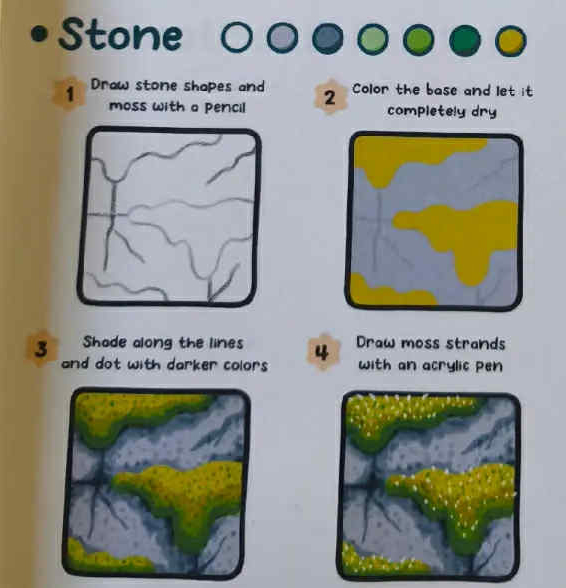 • Stone
1 Draw stone shapes and
moss with a pencil
2 Color the base and let it
completely dry
3 Shade along the lines
and dot with darker colors
4 Draw moss strands
with an acrylic pen